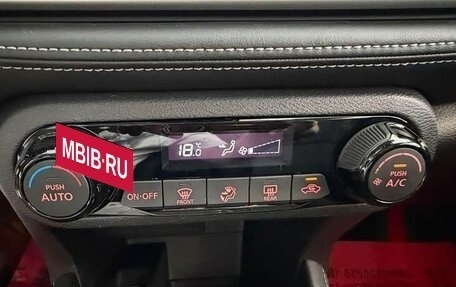 18.0 °C
MBIB.RU
PUSH
AUTO
ON·OFF
FRONT
REAR
PUSH
A/C